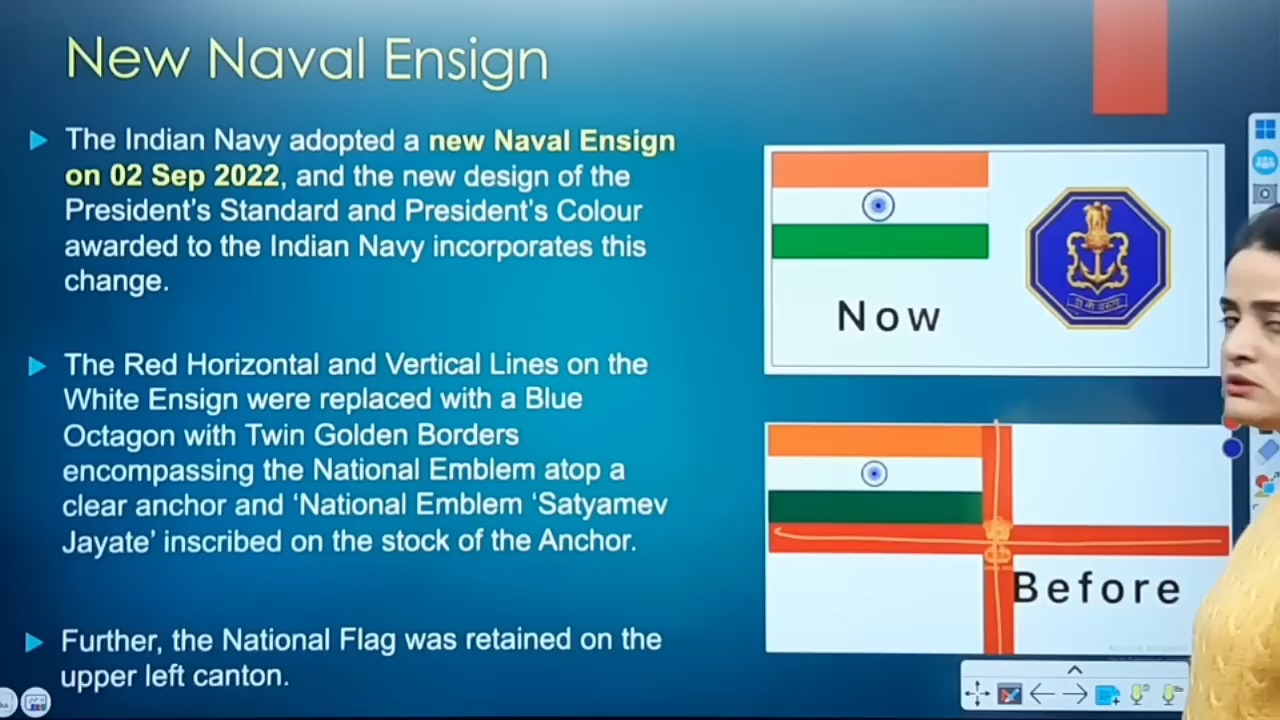 New Naval Ensign
The Indian Navy adopted a new Naval Ensign
on 02 Sep 2022, and the new design of the
President's Standard and President's Colour
awarded to the Indian Navy incorporates this
change.
The Red Horizontal and Vertical Lines on the
White Ensign were replaced with a Blue
Octagon with Twin Golden Borders
encompassing the National Emblem atop a
clear anchor and ‘National Emblem ‘Satyamev
Jayate’ inscribed on the stock of the Anchor.
Further, the National Flag was retained on the
upper left canton.
Now
Before